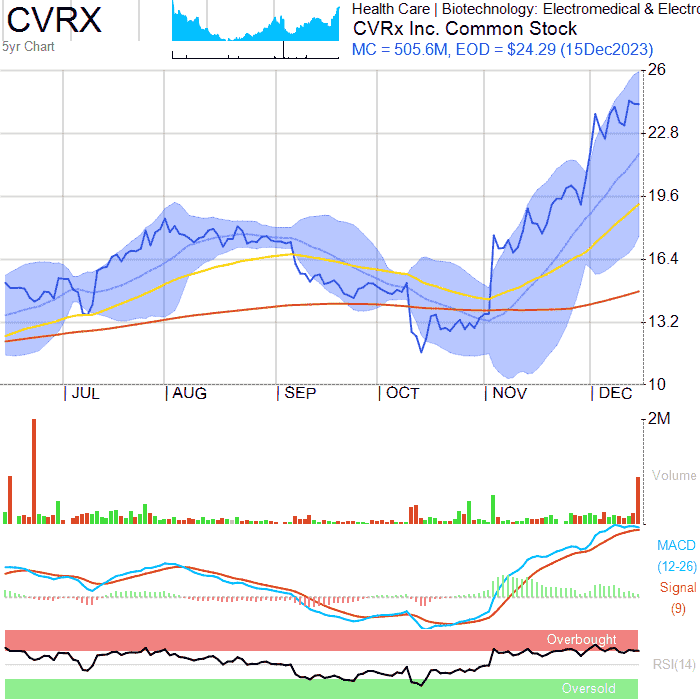 CVRX
5yr Chart
Health Care | Biotechnology: Electromedical & Electro
CVRx Inc. Common Stock
MC = 505.6M, EOD = $24.29 (15Dec2023)
26
22.8
19.6
16.4
13.2
10
JUL AUG SEP OCT NOV DEC
2M
Volume
MACD
(12-26)
Signal
(9)
Overbought
RSI(14)
Oversold